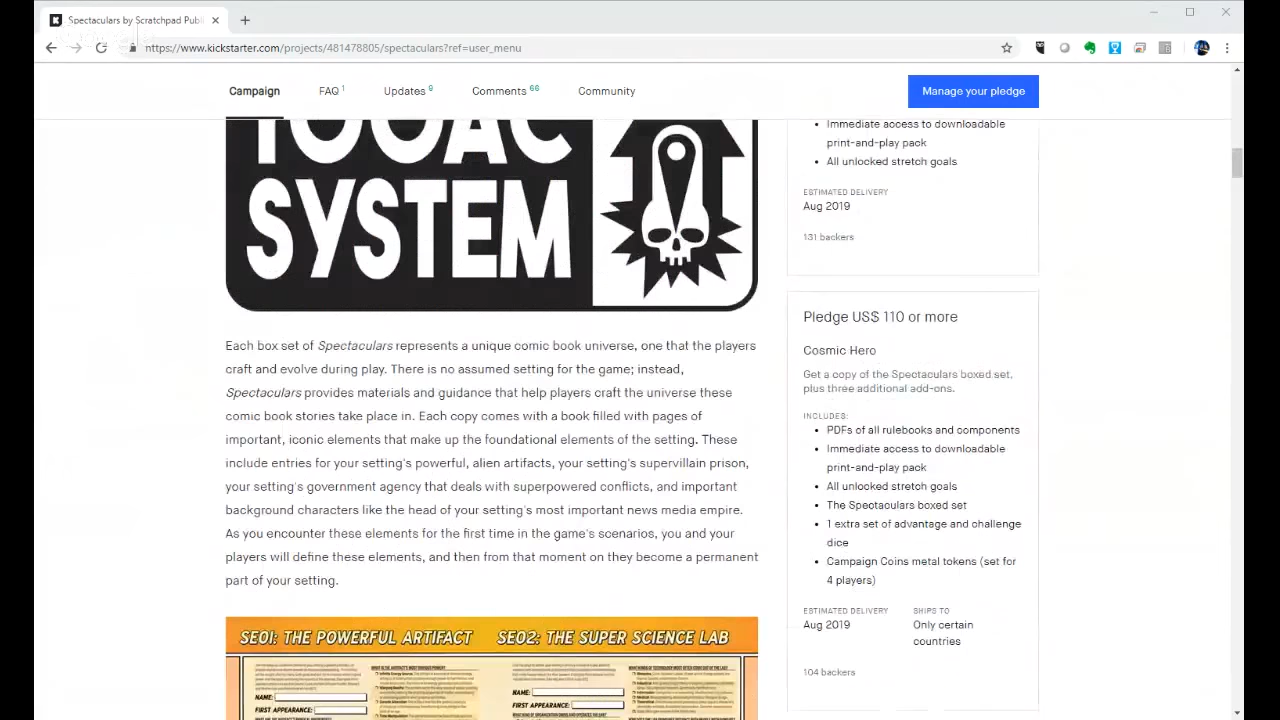 Spectaculars by Scratchpad Publ
https://www.kickstarter.com/projects/481478805/spectaculars?ref=user_menu
Campaign
FAQ 1
Updates 9
Comments 66
Community
Manage your pledge
SYSTEM
Each box set of Spectaculars represents a unique comic book universe, one that the players
craft and evolve during play. There is no assumed setting for the game; instead,
Spectaculars provides materials and guidance that help players craft the universe these
comic book stories take place in. Each copy comes with a book filled with pages of
important, iconic elements that make up the foundational elements of the setting. These
include entries for your setting's powerful, alien artifacts, your setting's supervillain prison,
your setting's government agency that deals with superpowered conflicts, and important
background characters like the head of your setting's most important news media empire.
As you encounter these elements for the first time in the game's scenarios, you and your
players will define these elements, and then from that moment on they become a permanent
part of your setting.
SE01: THE POWERFUL ARTIFACT
SE02: THE SUPER SCIENCE LAB
NAME:
FIRST APPEARANCE:
NAME:
FIRST APPEARANCE:
Immediate access to downloadable
print-and-play pack
All unlocked stretch goals
ESTIMATED DELIVERY
Aug 2019
131 backers
Pledge US$ 110 or more
Cosmic Hero
Get a copy of the Spectaculars boxed set,
plus three additional add-ons.
INCLUDES:
PDFs of all rulebooks and components
Immediate access to downloadable
print-and-play pack
All unlooked stretch goals
The Spectaculars boxed set
1 extra set of advantage and challenge
dice
Campaign Coins metal tokens (set for
4 players)
ESTIMATED DELIVERY
Aug 2019
SHIPS TO
Only certain
countries
104 backers